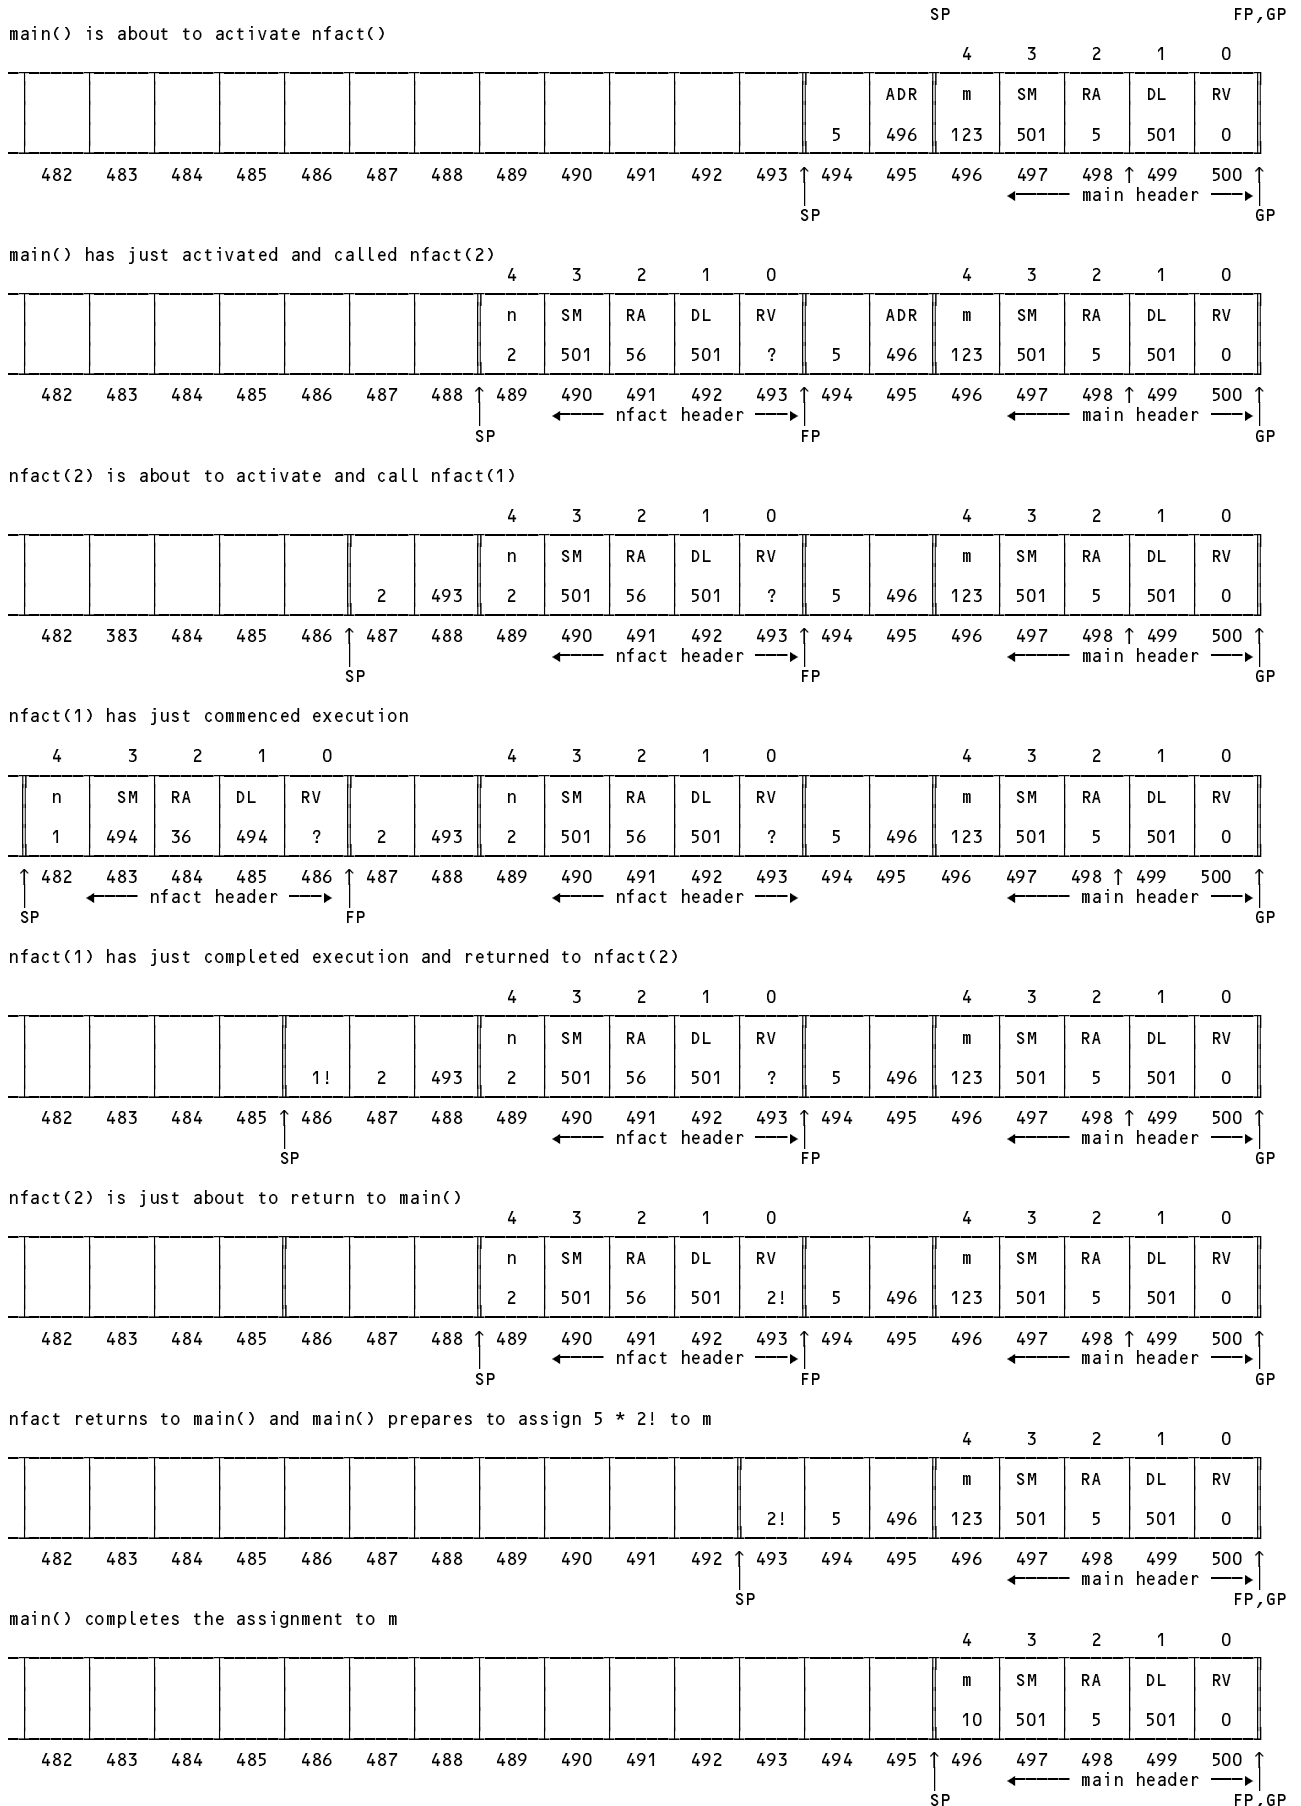 SP FP,GP
main() is about to activate nfact()
4 3 2 1 0
ADR m SM RA DL RV
5 496 123 501 5 501 0
482 483 484 485 486 487 488 489 490 491 492 493 ↑ 494 495 496 497 498 ↑ 499 500 ↑
main header
SP GP
main() has just activated and called nfact(2)
4 3 2 1 0 4 3 2 1 0
n SM RA DL RV ADR m SM RA DL RV
2 501 56 501 ? 5 496 123 501 5 501 0
482 483 484 485 486 487 488 ↑ 489 490 491 492 493 ↑ 494 495 496 497 498 ↑ 499 500 ↑
nfact header main header
SP FP GP
nfact(2) is about to activate and call nfact(1)
4 3 2 1 0 4 3 2 1 0
n SM RA DL RV m SM RA DL RV
2 493 2 501 56 501 ? 5 496 123 501 5 501 0
482 383 484 485 486 ↑ 487 488 489 490 491 492 493 ↑ 494 495 496 497 498 ↑ 499 500 ↑
nfact header main header
SP FP GP
nfact(1) has just commenced execution
4 3 2 1 0 4 3 2 1 0 4 3 2 1 0
n SM RA DL RV n SM RA DL RV m SM RA DL RV
1 494 36 494 ? 2 493 2 501 56 501 ? 5 496 123 501 5 501 0
↑ 482 483 484 485 486 ↑ 487 488 489 490 491 492 493 494 495 496 497 498 ↑ 499 500 ↑
nfact header nfact header main header
SP FP GP
nfact(1) has just completed execution and returned to nfact(2)
4 3 2 1 0 4 3 2 1 0
n SM RA DL RV m SM RA DL RV
1! 2 493 2 501 56 501 ? 5 496 123 501 5 501 0
482 483 484 485 ↑ 486 487 488 489 490 491 492 493 ↑ 494 495 496 497 498 ↑ 499 500 ↑
nfact header main header
SP FP GP
nfact(2) is just about to return to main()
4 3 2 1 0 4 3 2 1 0
n SM RA DL RV m SM RA DL RV
2 501 56 501 2! 5 496 123 501 5 501 0
482 483 484 485 486 487 488 ↑ 489 490 491 492 493 ↑ 494 495 496 497 498 ↑ 499 500 ↑
nfact header main header
SP FP GP
nfact returns to main() and main() prepares to assign 5 * 2! to m
4 3 2 1 0
m SM RA DL RV
2! 5 496 123 501 5 501 0
482 483 484 485 486 487 488 489 490 491 492 ↑ 493 494 495 496 497 498 499 500 ↑
main header
SP FP,GP
main() completes the assignment to m
4 3 2 1 0
m SM RA DL RV
10 501 5 501 0
482 483 484 485 486 487 488 489 490 491 492 493 494 495 ↑ 496 497 498 499 500 ↑
main header
SP FP,GP